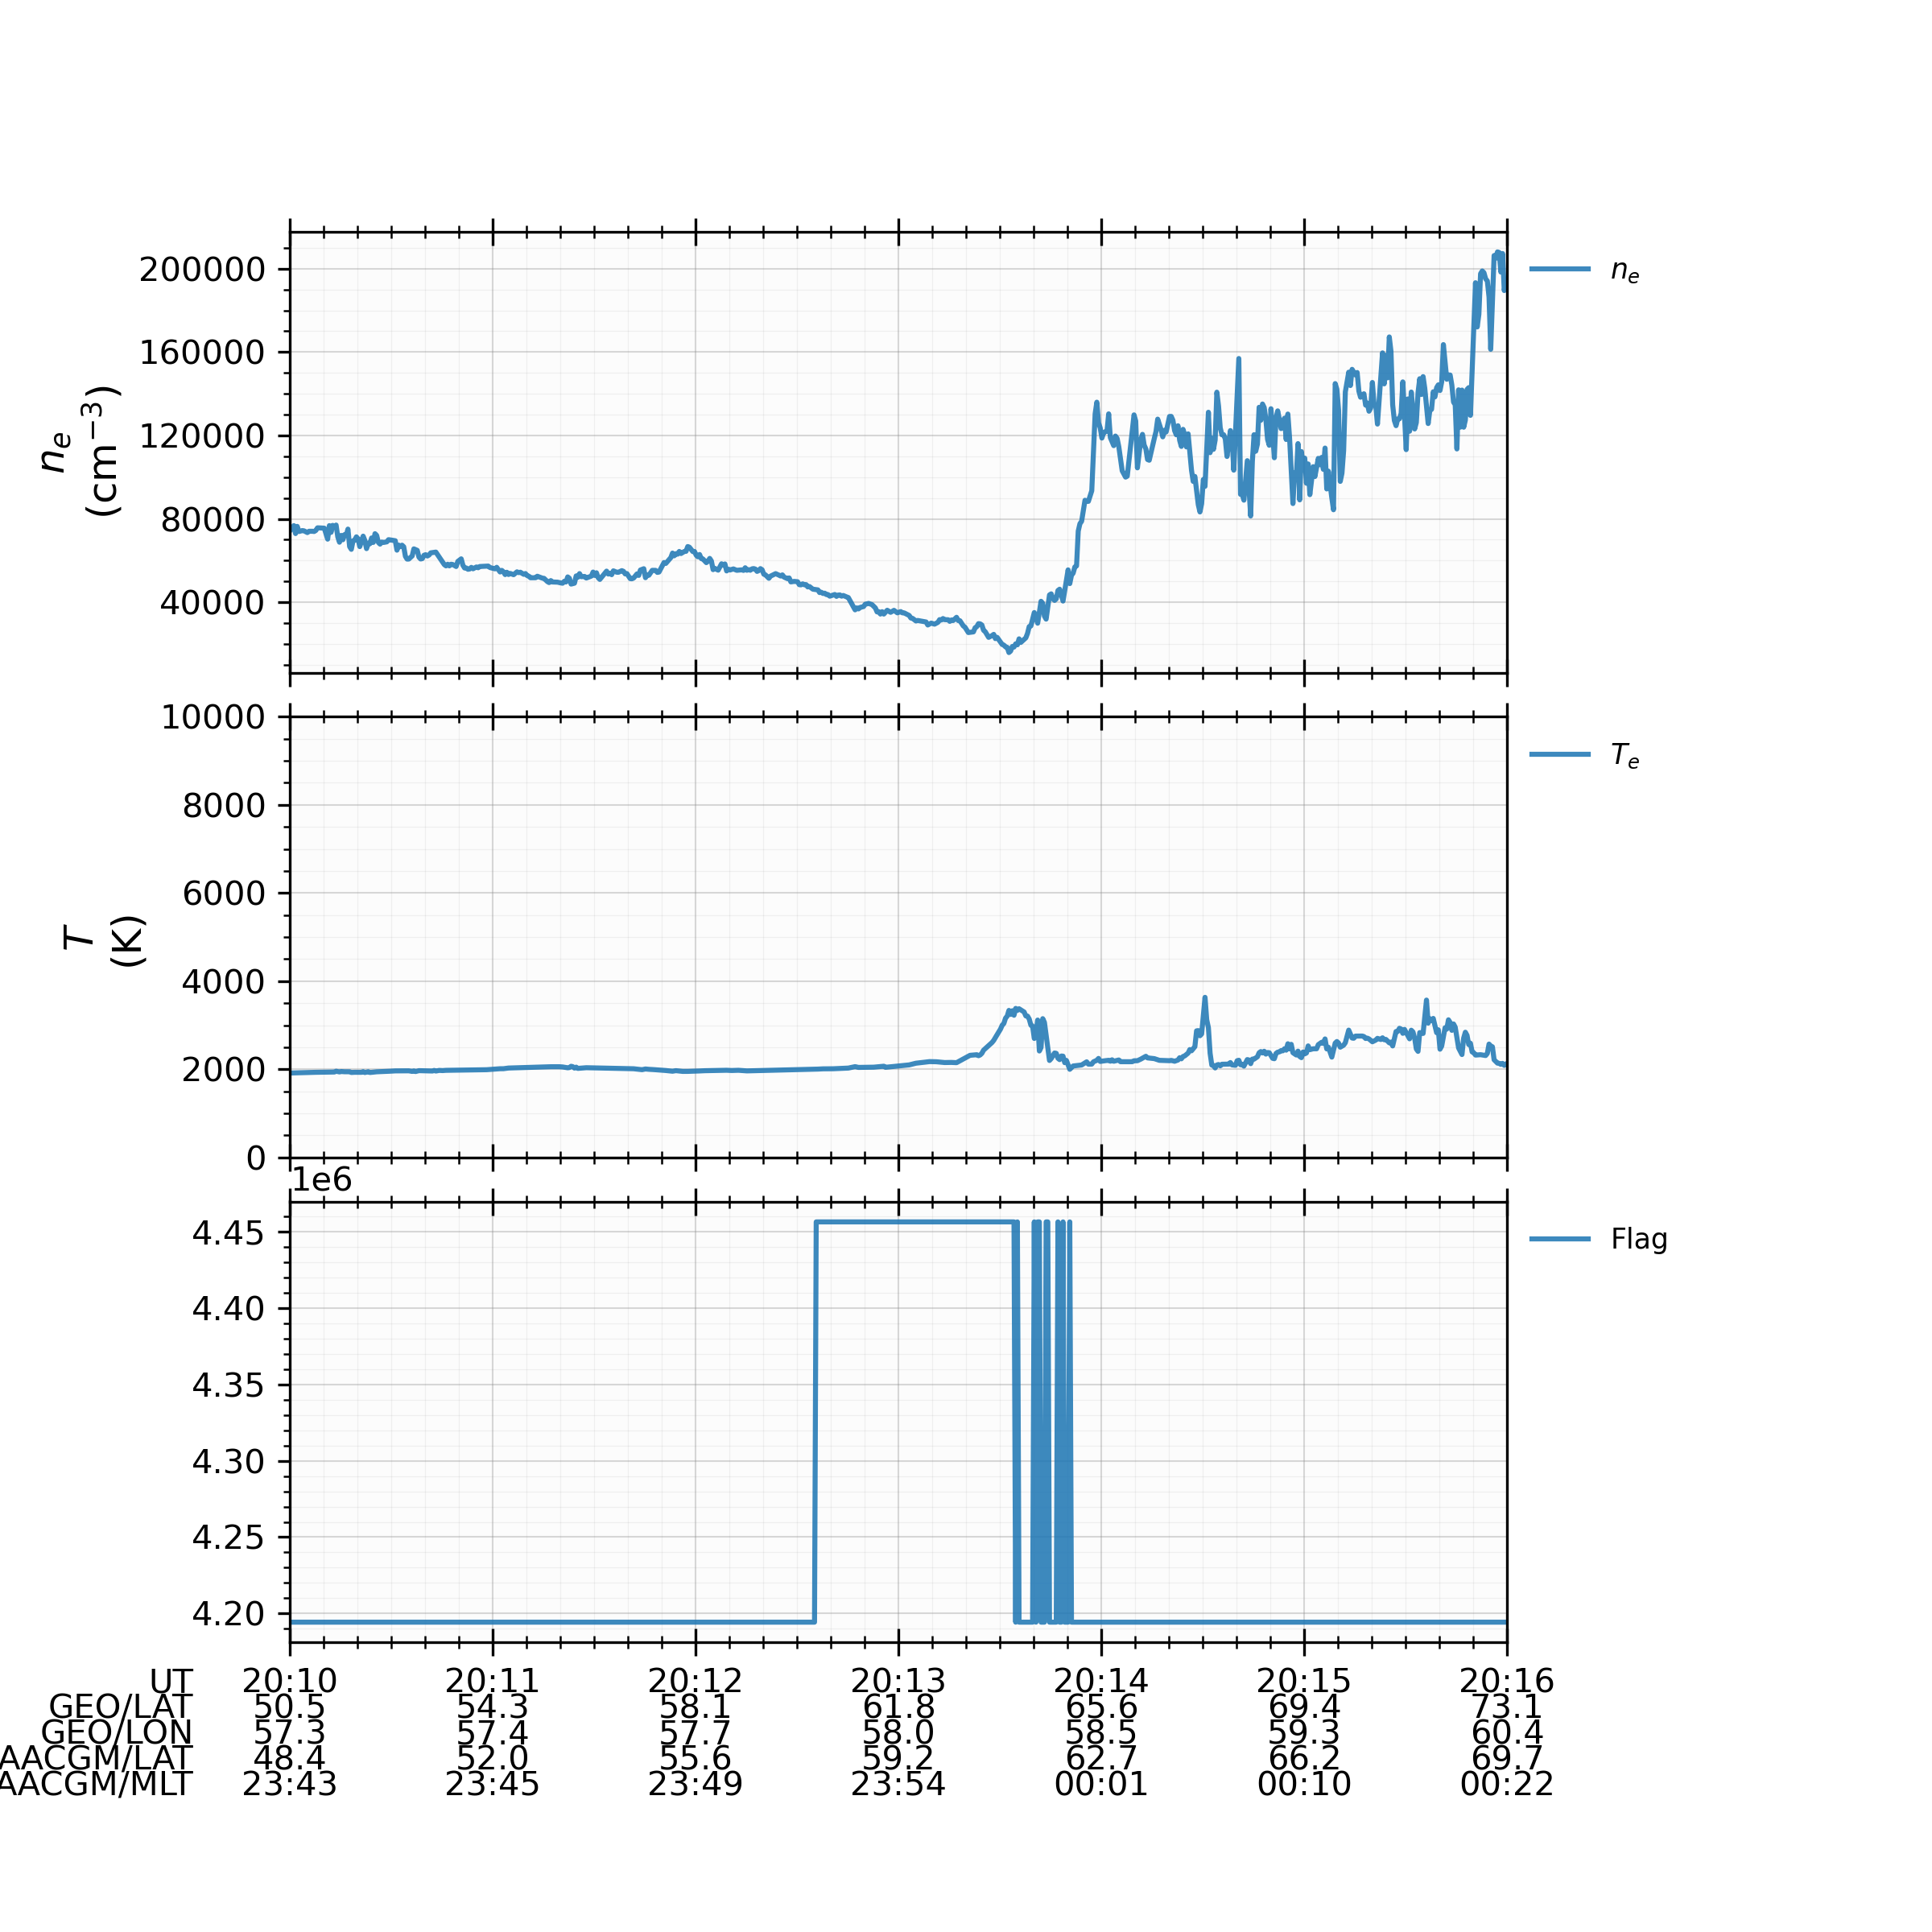 200000
160000
120000
80000
40000
n_e
(cm⁻³)
n_e
10000
8000
6000
4000
2000
0
T
(K)
T_e
1e6
4.45
4.40
4.35
4.30
4.25
4.20
Flag
UT 20:10 20:11 20:12 20:13 20:14 20:15 20:16
GEO/LAT 50.5 54.3 58.1 61.8 65.6 69.4 73.1
GEO/LON 57.3 57.4 57.7 58.0 58.5 59.3 60.4
AACGM/LAT 48.4 52.0 55.6 59.2 62.7 66.2 69.7
AACGM/MLT 23:43 23:45 23:49 23:54 00:01 00:10 00:22